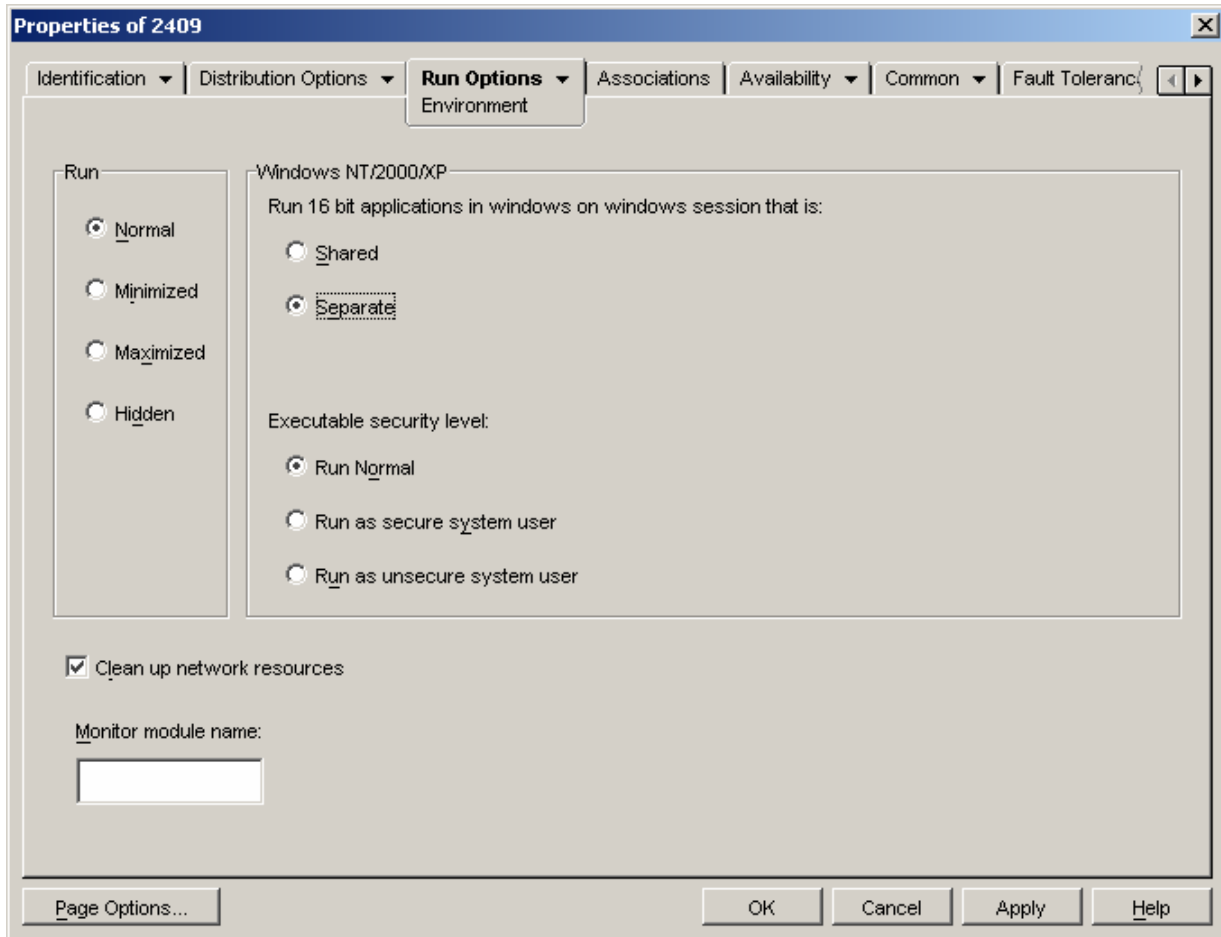 Properties of 2409
Identification Distribution Options Run Options Associations Availability Common Fault Toleranc
Environment
Run
Normal
Minimized
Maximized
Hidden
Windows NT/2000/XP
Run 16 bit applications in windows on windows session that is:
Shared
Separate
Executable security level:
Run Normal
Run as secure system user
Run as unsecure system user
Clean up network resources
Monitor module name:
Page Options... OK Cancel Apply Help